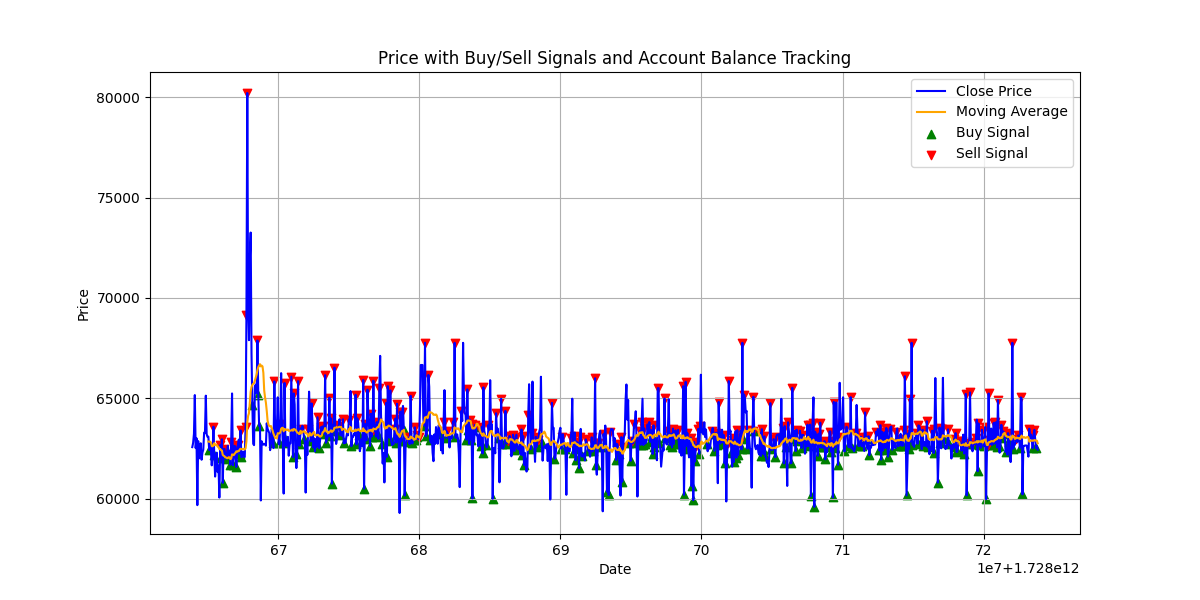 Price with Buy/Sell Signals and Account Balance Tracking
Close Price
Moving Average
Buy Signal
Sell Signal
80000
75000
70000
65000
60000
Price
67 68 69 70 71 72
Date
1e7+1.728e12